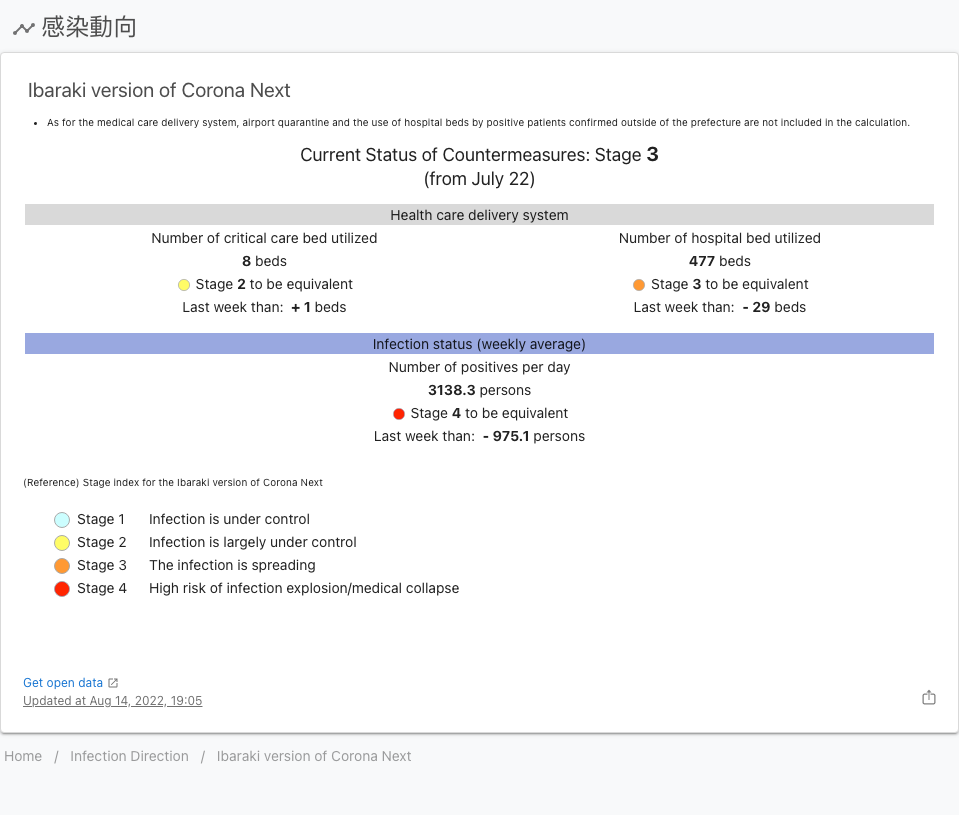 感染動向
Ibaraki version of Corona Next
• As for the medical care delivery system, airport quarantine and the use of hospital beds by positive patients confirmed outside of the prefecture are not included in the calculation.
Current Status of Countermeasures: Stage 3
(from July 22)
Health care delivery system
Number of critical care bed utilized
8 beds
Stage 2 to be equivalent
Last week than: + 1 beds
Number of hospital bed utilized
477 beds
Stage 3 to be equivalent
Last week than: - 29 beds
Infection status (weekly average)
Number of positives per day
3138.3 persons
Stage 4 to be equivalent
Last week than: - 975.1 persons
(Reference) Stage index for the Ibaraki version of Corona Next
Stage 1 Infection is under control
Stage 2 Infection is largely under control
Stage 3 The infection is spreading
Stage 4 High risk of infection explosion/medical collapse
Get open data
Updated at Aug 14, 2022, 19:05
Home / Infection Direction / Ibaraki version of Corona Next